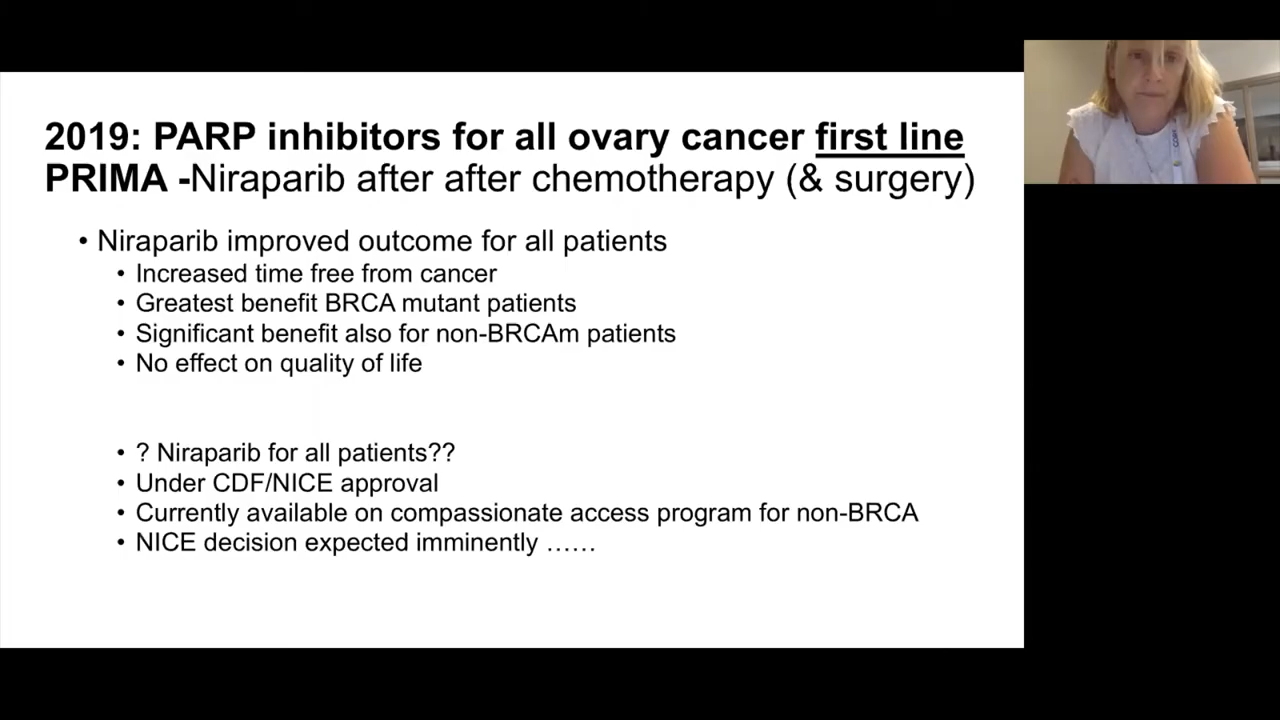 2019: PARP inhibitors for all ovary cancer first line
PRIMA -Niraparib after after chemotherapy (& surgery)
• Niraparib improved outcome for all patients
• Increased time free from cancer
• Greatest benefit BRCA mutant patients
• Significant benefit also for non-BRCAm patients
• No effect on quality of life
• ? Niraparib for all patients??
• Under CDF/NICE approval
• Currently available on compassionate access program for non-BRCA
• NICE decision expected imminently ……